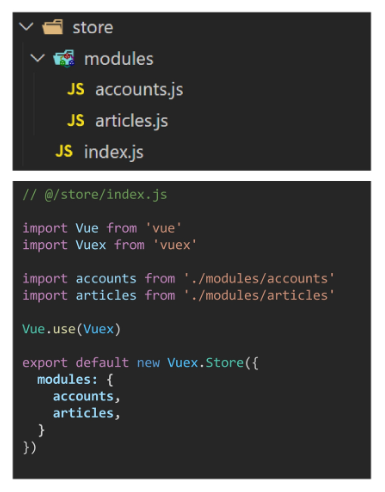 store
modules
JS accounts.js
JS articles.js
JS index.js
// @/store/index.js
import Vue from 'vue'
import Vuex from 'vuex'
import accounts from './modules/accounts'
import articles from './modules/articles'
Vue.use(Vuex)
export default new Vuex.Store({
  modules: {
    accounts,
    articles,
  }
})